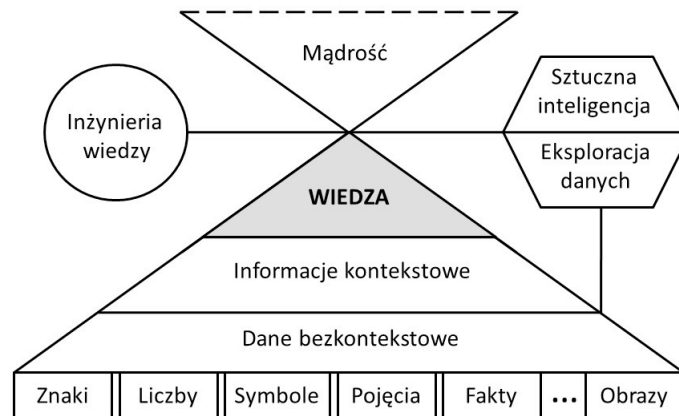 Mądrość
Inżynieria
wiedzy
Sztuczna
inteligencja
Eksploracja
danych
WIEDZA
Informacje kontekstowe
Dane bezkontekstowe
Znaki
Liczby
Symbole
Pojęcia
Fakty
...
Obrazy